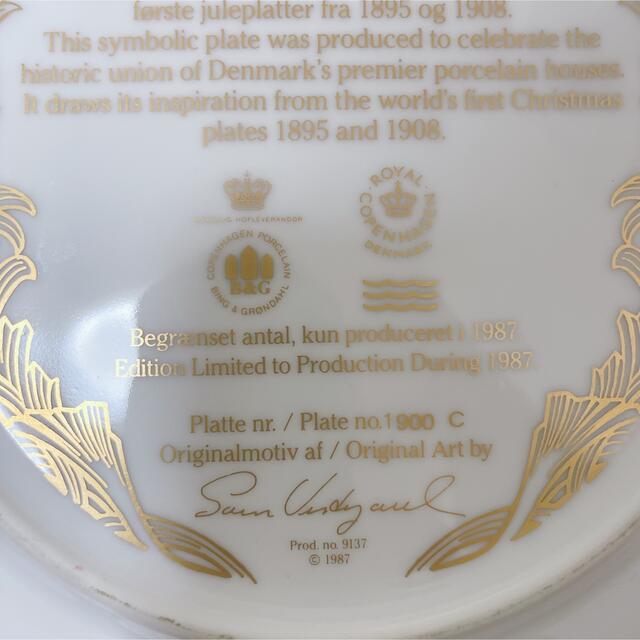 første juleplatter fra 1895 og 1908.
This symbolic plate was produced to celebrate the
historic union of Denmark's premier porcelain houses.
It draws its inspiration from the world's first Christmas
plates 1895 and 1908.
HOFLEVERANDØR
ROYAL COPENHAGEN
DENMARK
COPENHAGEN PORCELAIN
B&G
BING & GRØNDAHL
Begrænset antal, kun produceret i 1987.
Edition Limited to Production During 1987.
Platte nr. / Plate no. 1900 C
Originalmotiv af / Original Art by
Prod. no. 9137
© 1987